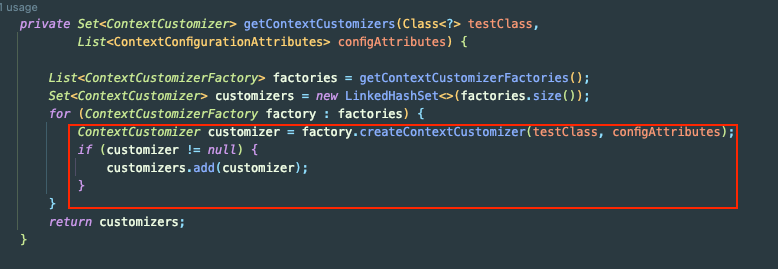 1 usage
private Set<ContextCustomizer> getContextCustomizers(Class<?> testClass,
List<ContextConfigurationAttributes> configAttributes) {
List<ContextCustomizerFactory> factories = getContextCustomizerFactories();
Set<ContextCustomizer> customizers = new LinkedHashSet<>(factories.size());
for (ContextCustomizerFactory factory : factories) {
ContextCustomizer customizer = factory.createContextCustomizer(testClass, configAttributes);
if (customizer != null) {
customizers.add(customizer);
}
}
return customizers;
}